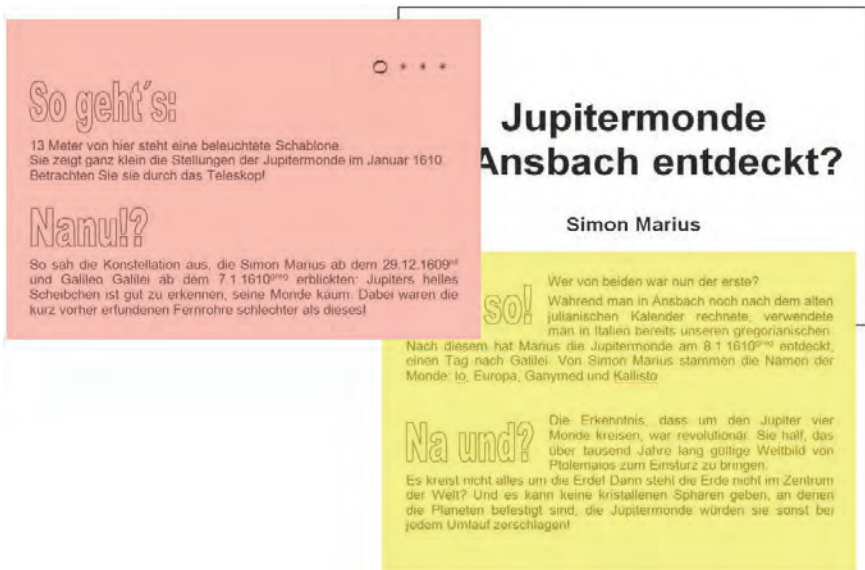 So geht´s:
13 Meter von hier steht eine beleuchtete Schablone.
Sie zeigt ganz klein die Stellungen der Jupitermonde im Januar 1610.
Betrachten Sie sie durch das Teleskop!
Nanu!?
So sah die Konstellation aus, die Simon Marius ab dem 29.12.1609jul
und Galileo Galilei ab dem 7.1.1610greg erblickten: Jupiters helles
Scheibchen ist gut zu erkennen, seine Monde kaum. Dabei waren die
kurz vorher erfundenen Fernrohre schlechter als dieses!
Jupitermonde
Ansbach entdeckt?
Simon Marius
Wer von beiden war nun der erste?
so!
Während man in Ansbach noch nach dem alten
julianischen Kalender rechnete, verwendete
man in Italien bereits unseren gregorianischen.
Nach diesem hat Marius die Jupitermonde am 8.1.1610greg entdeckt,
einen Tag nach Galilei. Von Simon Marius stammen die Namen der
Monde: Io, Europa, Ganymed und Kallisto.
Na und?
Die Erkenntnis, dass um den Jupiter vier
Monde kreisen, war revolutionär. Sie half, das
über tausend Jahre lang gültige Weltbild von
Ptolemaios zum Einsturz zu bringen.
Es kreist nicht alles um die Erde! Dann steht die Erde nicht im Zentrum
der Welt? Und es kann keine kristallenen Sphären geben, an denen
die Planeten befestigt sind, die Jupitermonde würden sie sonst bei
jedem Umlauf zerschlagen!